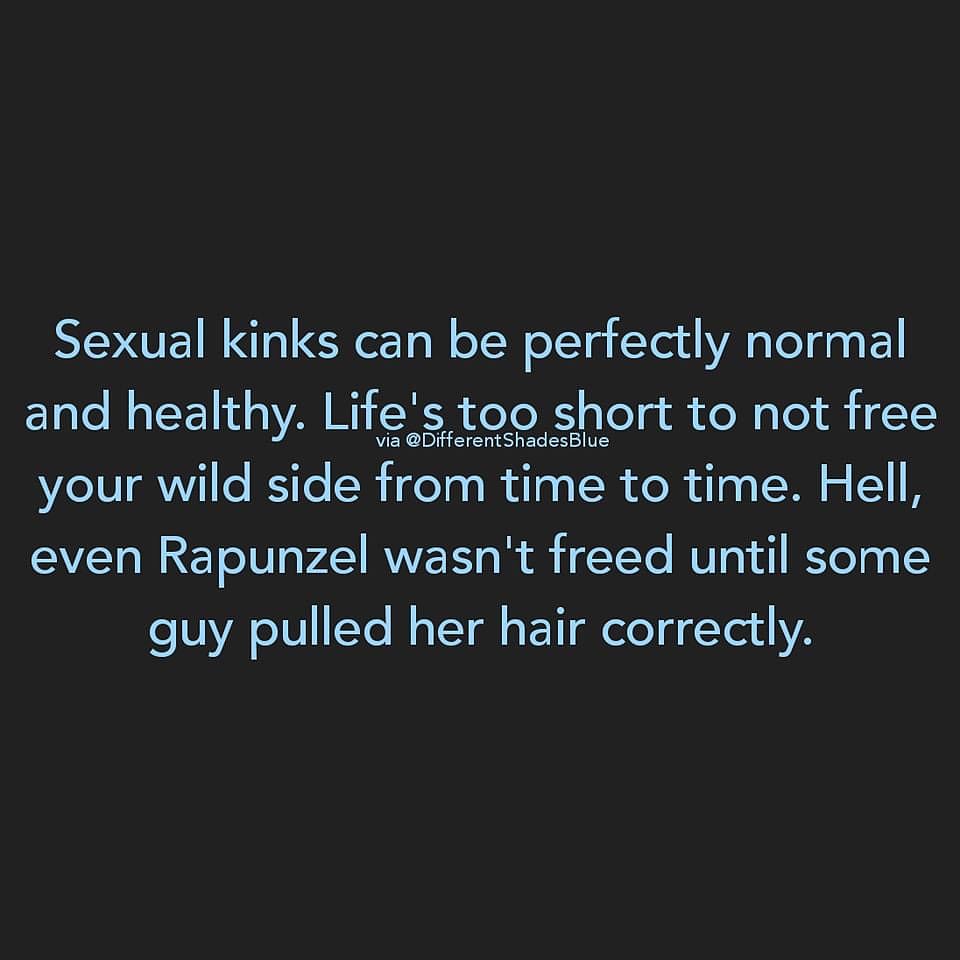 Sexual kinks can be perfectly normal
and healthy. Life's too short to not free
via @DifferentShadesBlue
your wild side from time to time. Hell,
even Rapunzel wasn't freed until some
guy pulled her hair correctly.